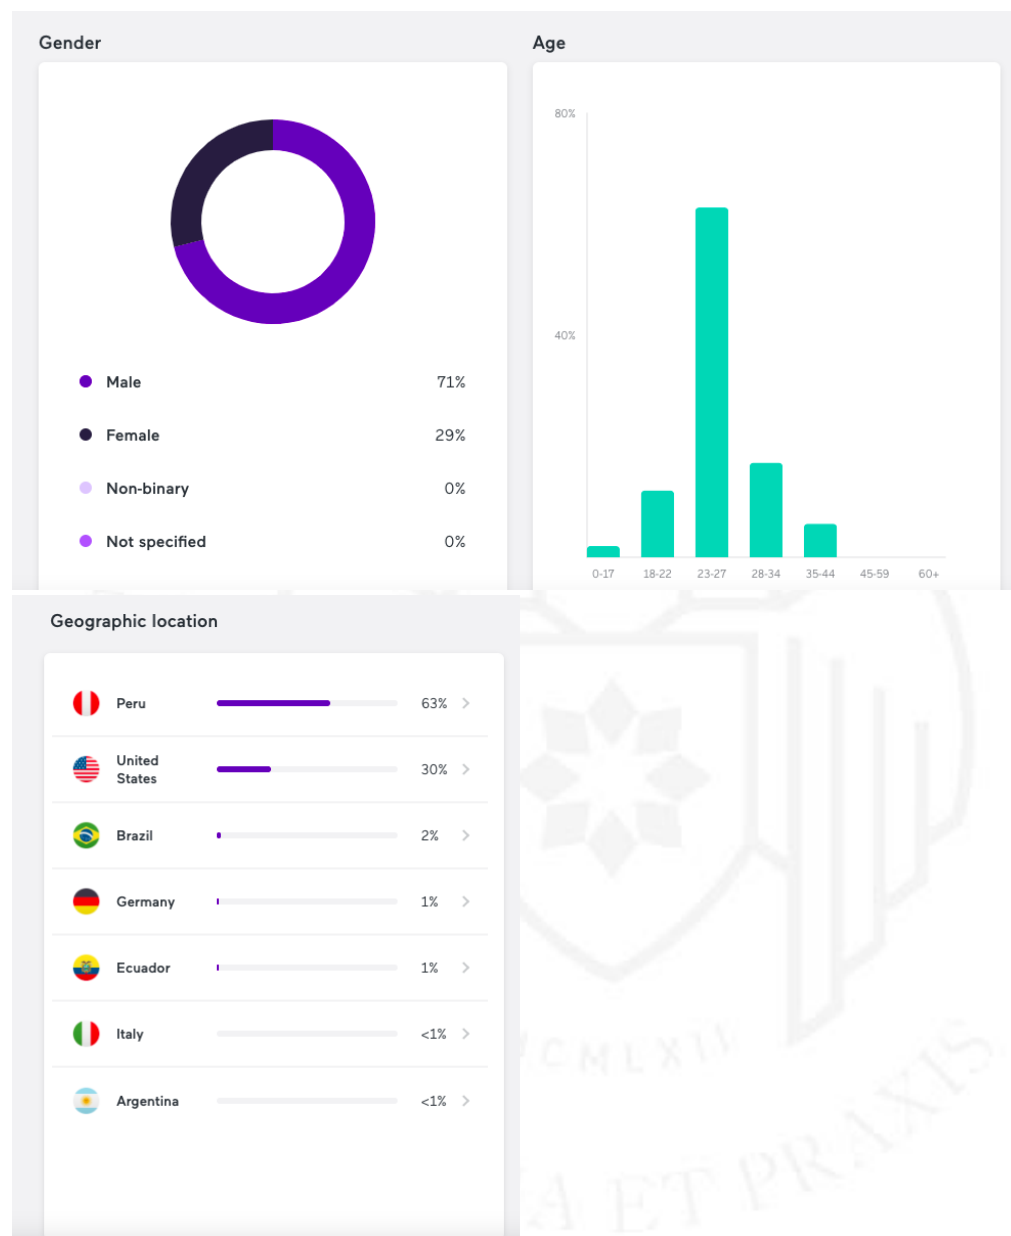 Gender
Male 71%
Female 29%
Non-binary 0%
Not specified 0%
Age
80%
40%
0-17 18-22 23-27 28-34 35-44 45-59 60+
Geographic location
Peru 63%
United
States 30%
Brazil 2%
Germany 1%
Ecuador 1%
Italy <1%
Argentina <1%
ET PRAXIS